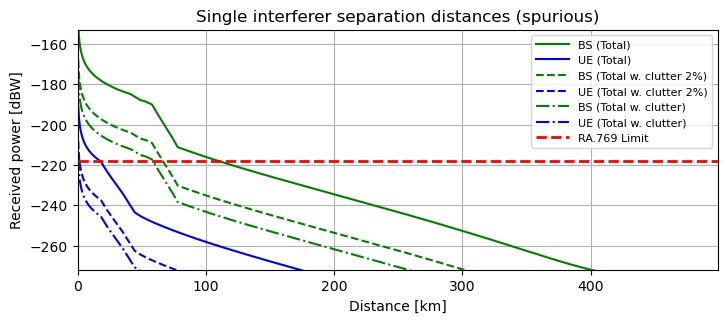 Single interferer separation distances (spurious)
Received power [dBW]
−160
−180
−200
−220
−240
−260
BS (Total)
UE (Total)
BS (Total w. clutter 2%)
UE (Total w. clutter 2%)
BS (Total w. clutter)
UE (Total w. clutter)
RA.769 Limit
0
100
200
300
400
Distance [km]